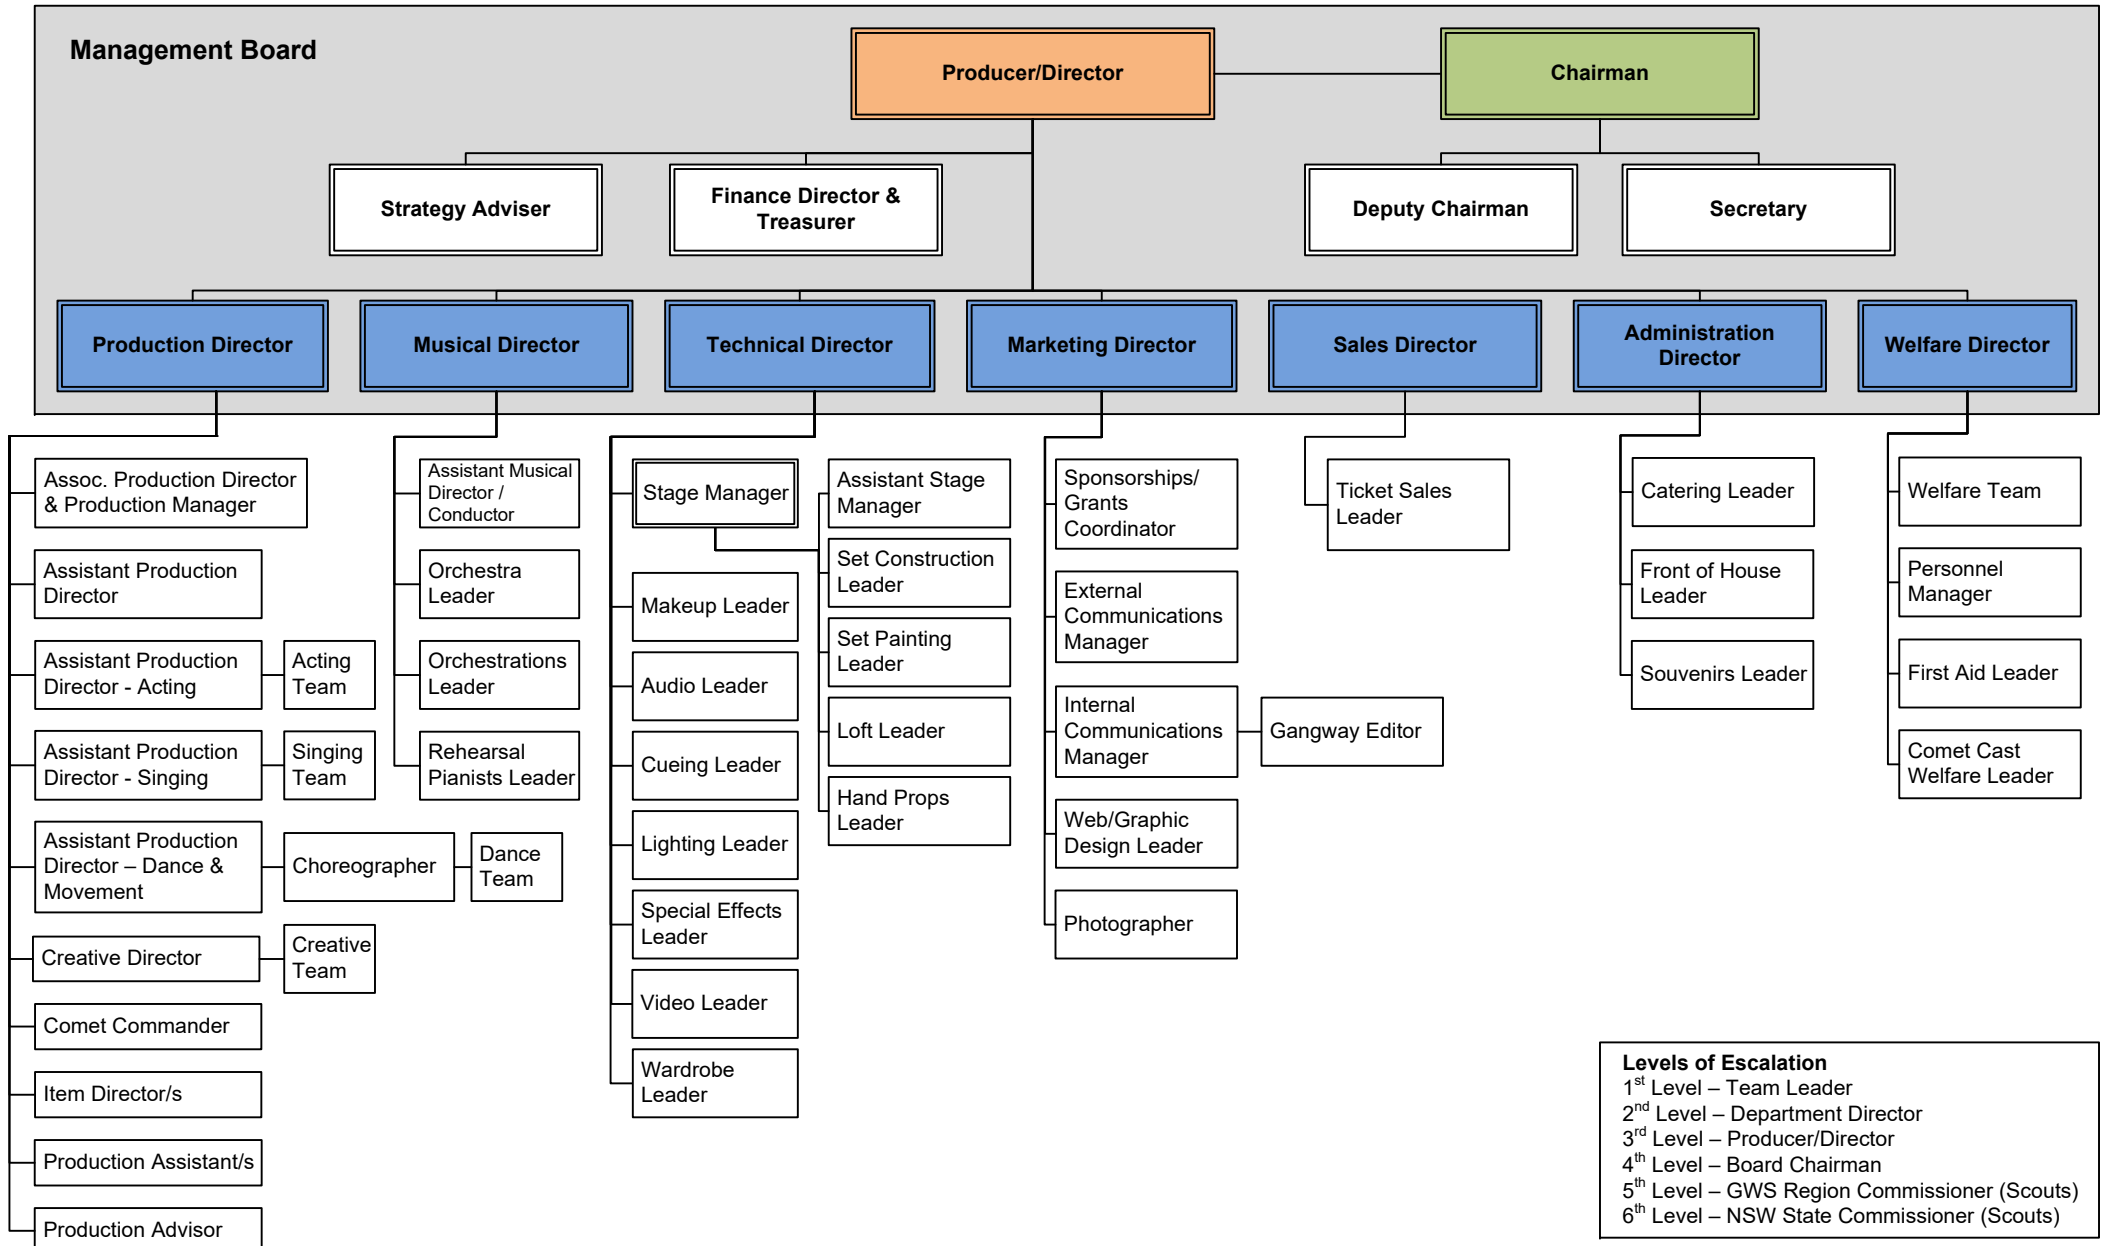 Management Board
Producer/Director
Chairman
Strategy Adviser
Finance Director &
Treasurer
Deputy Chairman
Secretary
Production Director
Musical Director
Technical Director
Marketing Director
Sales Director
Administration
Director
Welfare Director
Assoc. Production Director
& Production Manager
Assistant Production
Director
Assistant Production
Director - Acting
Acting
Team
Assistant Production
Director - Singing
Singing
Team
Assistant Production
Director – Dance &
Movement
Choreographer
Dance
Team
Creative Director
Creative
Team
Comet Commander
Item Director/s
Production Assistant/s
Production Advisor
Assistant Musical
Director /
Conductor
Orchestra
Leader
Orchestrations
Leader
Rehearsal
Pianists Leader
Stage Manager
Makeup Leader
Audio Leader
Cueing Leader
Lighting Leader
Special Effects
Leader
Video Leader
Wardrobe
Leader
Assistant Stage
Manager
Set Construction
Leader
Set Painting
Leader
Loft Leader
Hand Props
Leader
Sponsorships/
Grants
Coordinator
External
Communications
Manager
Internal
Communications
Manager
Gangway Editor
Web/Graphic
Design Leader
Photographer
Ticket Sales
Leader
Catering Leader
Front of House
Leader
Souvenirs Leader
Welfare Team
Personnel
Manager
First Aid Leader
Comet Cast
Welfare Leader
Levels of Escalation
1st Level – Team Leader
2nd Level – Department Director
3rd Level – Producer/Director
4th Level – Board Chairman
5th Level – GWS Region Commissioner (Scouts)
6th Level – NSW State Commissioner (Scouts)